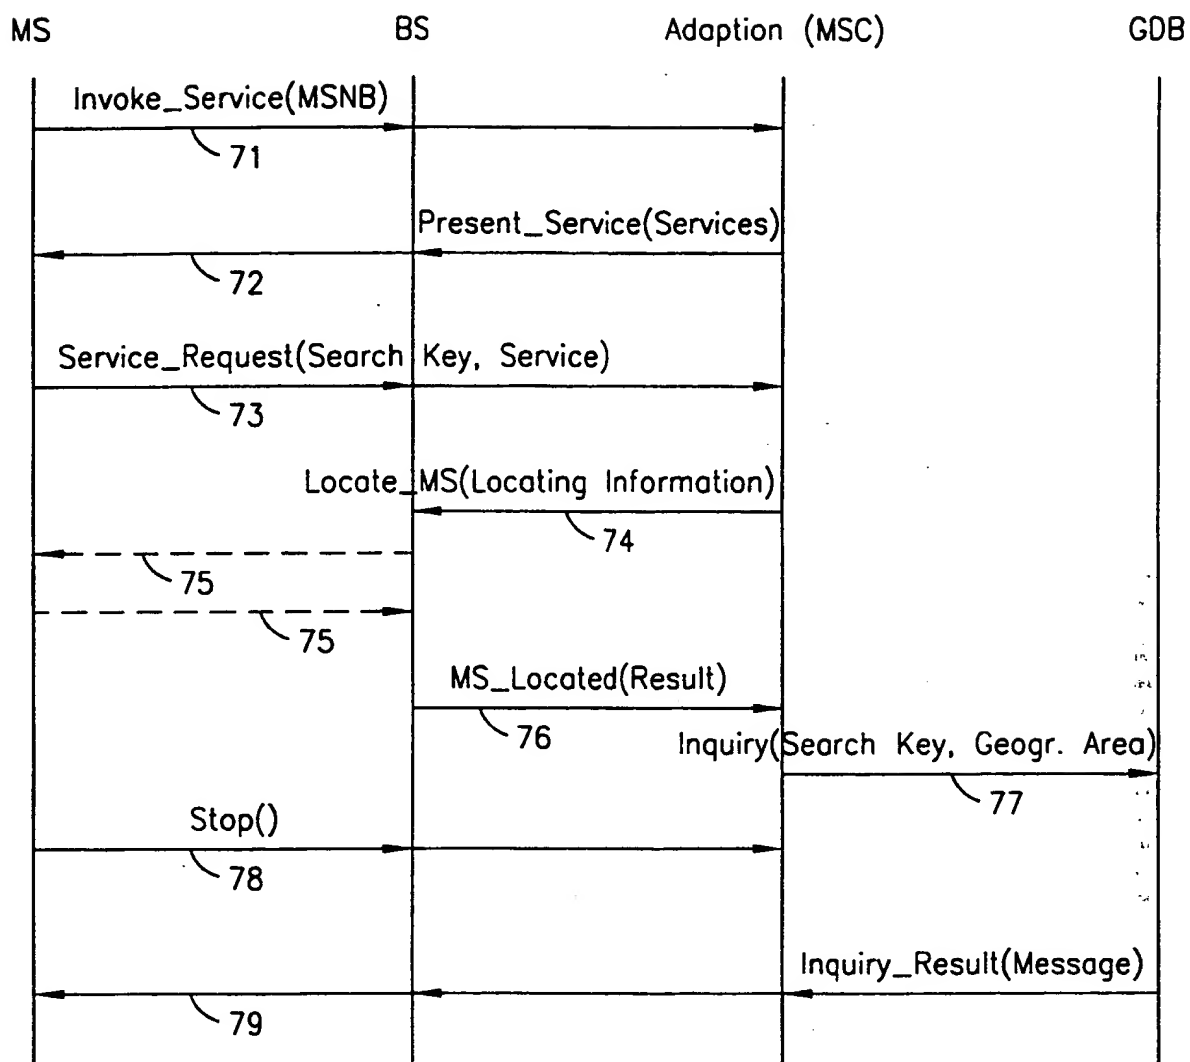 MS BS Adaption (MSC) GDB
Invoke_Service(MSNB)
71
Present_Service(Services)
72
Service_Request(Search Key, Service)
73
Locate_MS(Locating Information)
74
75
75
MS_Located(Result)
76
Inquiry(Search Key, Geogr. Area)
77
Stop()
78
Inquiry_Result(Message)
79